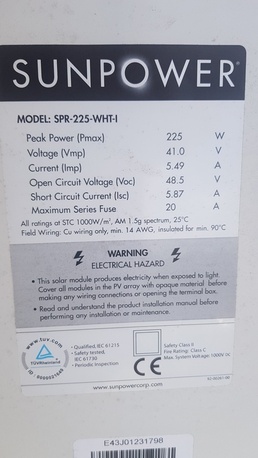 SUNPOWER
MODEL: SPR-225-WHT-I
Peak Power (Pmax) 225 W
Voltage (Vmp) 41.0 V
Current (Imp) 5.49 A
Open Circuit Voltage (Voc) 48.5 V
Short Circuit Current (Isc) 5.87 A
Maximum Series Fuse 20 A
All ratings at STC 1000W/m², AM 1.5g spectrum, 25°C
Field Wiring: Cu wiring only, min. 14 AWG, insulated for min. 90°C
WARNING
ELECTRICAL HAZARD
• This solar module produces electricity when exposed to light.
Cover all modules in the PV array with opaque material before
making any wiring connections or opening the terminal box.
• Read and understand the product installation manual before
performing any installation or maintenance.
www.tuv.com
TÜVRheinland
ID
• Qualified, IEC 61215
• Safety tested,
IEC 61730
• Periodic Inspection
CE
Safety Class II
Fire Rating: Class C
Max. System Voltage: 1000V DC
www.sunpowercorp.com
E43J01231798